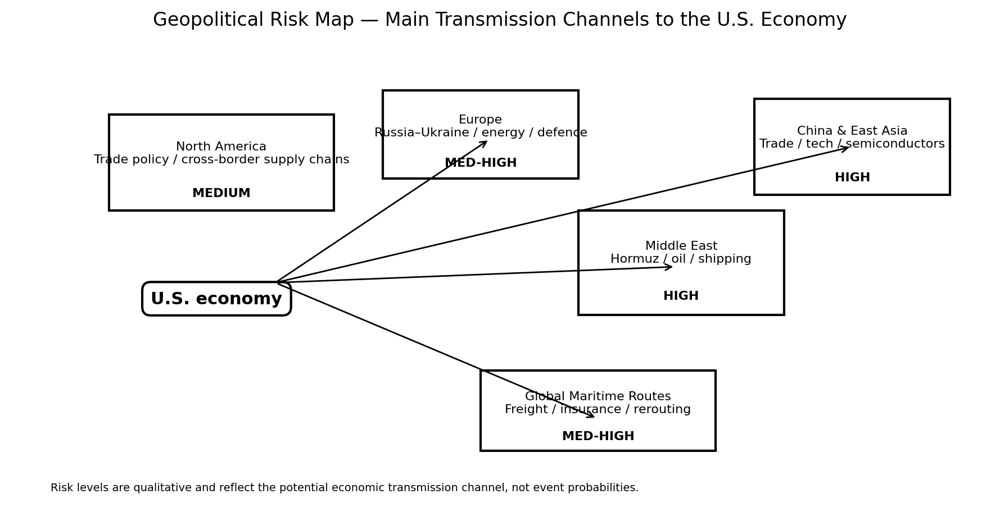 Geopolitical Risk Map — Main Transmission Channels to the U.S. Economy
North America
Trade policy / cross-border supply chains
MEDIUM
Europe
Russia–Ukraine / energy / defence
MED-HIGH
China & East Asia
Trade / tech / semiconductors
HIGH
Middle East
Hormuz / oil / shipping
HIGH
U.S. economy
Global Maritime Routes
Freight / insurance / rerouting
MED-HIGH
Risk levels are qualitative and reflect the potential economic transmission channel, not event probabilities.